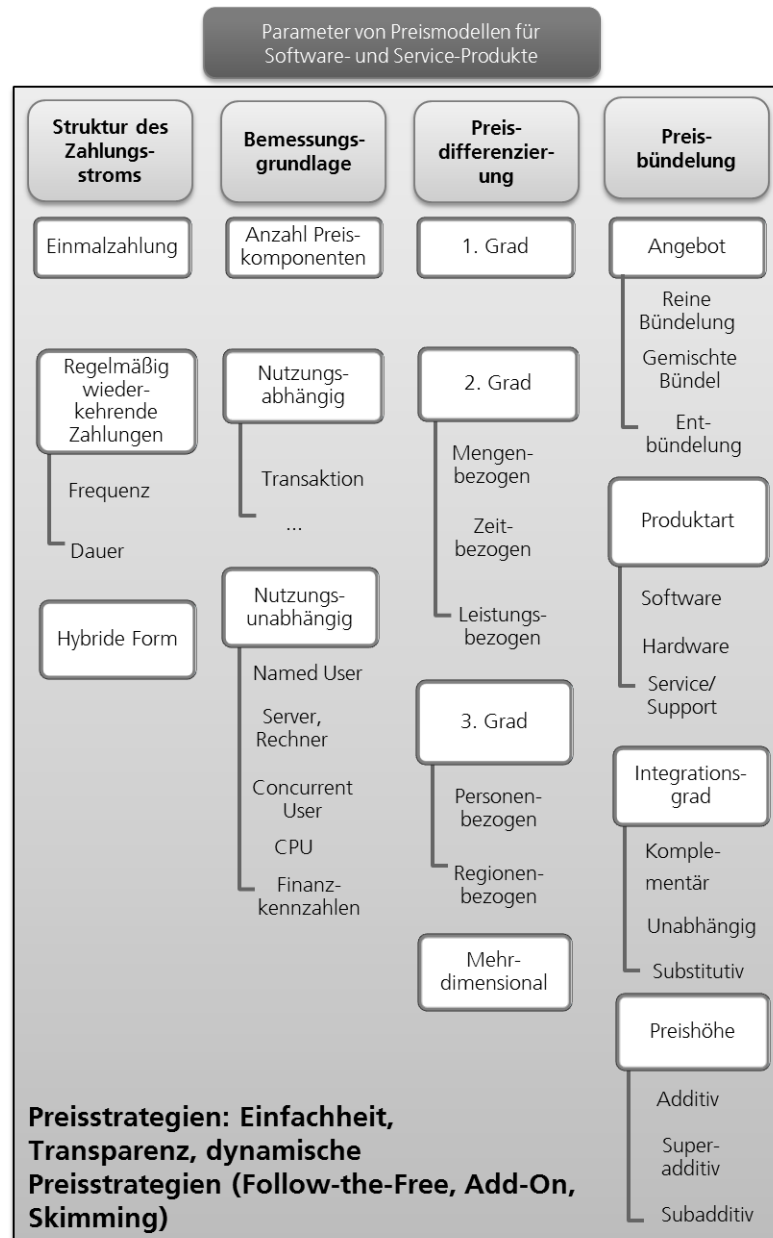 Parameter von Preismodellen für
Software- und Service-Produkte
Struktur des
Zahlungs-
stroms
Einmalzahlung
Regelmäßig
wieder-
kehrende
Zahlungen
Frequenz
Dauer
Hybride Form
Bemessungs-
grundlage
Anzahl Preis-
komponenten
Nutzungs-
abhängig
Transaktion
...
Nutzungs-
unabhängig
Named User
Server,
Rechner
Concurrent
User
CPU
Finanz-
kennzahlen
Preis-
differenzier-
ung
1. Grad
2. Grad
Mengen-
bezogen
Zeit-
bezogen
Leistungs-
bezogen
3. Grad
Personen-
bezogen
Regionen-
bezogen
Mehr-
dimensional
Preis-
bündelung
Angebot
Reine
Bündelung
Gemischte
Bündel
Ent-
bündelung
Produktart
Software
Hardware
Service/
Support
Integrations-
grad
Komple-
mentär
Unabhängig
Substitutiv
Preishöhe
Additiv
Super-
additiv
Subadditiv
Preisstrategien: Einfachheit,
Transparenz, dynamische
Preisstrategien (Follow-the-Free, Add-On,
Skimming)